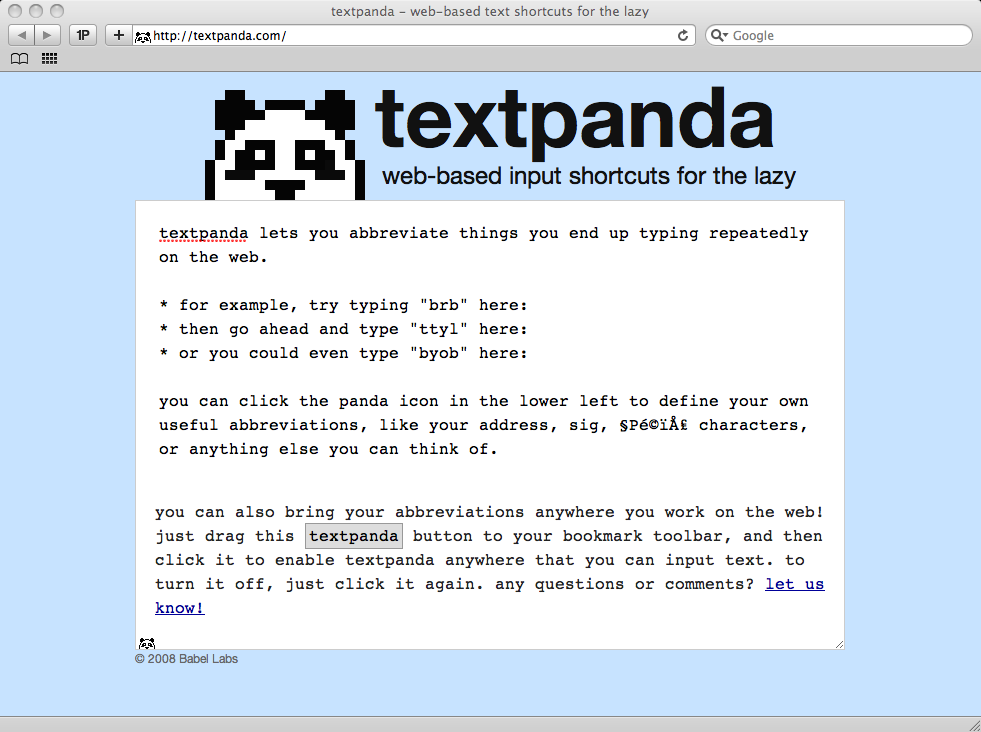 textpanda – web-based text shortcuts for the lazy
1P
+
http://textpanda.com/
Google
textpanda
web-based input shortcuts for the lazy
textpanda lets you abbreviate things you end up typing repeatedly
on the web.
* for example, try typing "brb" here:
* then go ahead and type "ttyl" here:
* or you could even type "byob" here:
you can click the panda icon in the lower left to define your own
useful abbreviations, like your address, sig, §Pé©ïÅ₤ characters,
or anything else you can think of.
you can also bring your abbreviations anywhere you work on the web!
just drag this textpanda button to your bookmark toolbar, and then
click it to enable textpanda anywhere that you can input text. to
turn it off, just click it again. any questions or comments? let us
know!
© 2008 Babel Labs